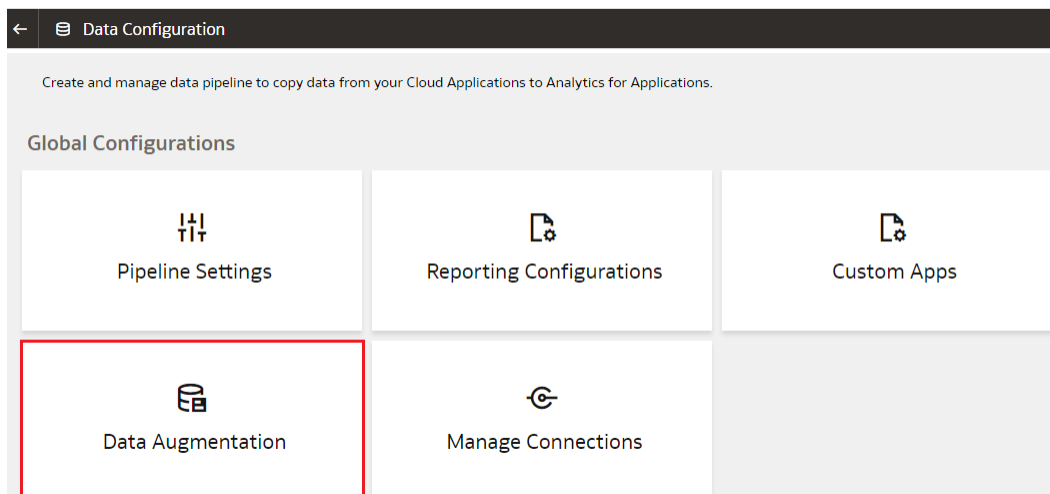 Data Configuration
Create and manage data pipeline to copy data from your Cloud Applications to Analytics for Applications.
Global Configurations
Pipeline Settings
Reporting Configurations
Custom Apps
Data Augmentation
Manage Connections